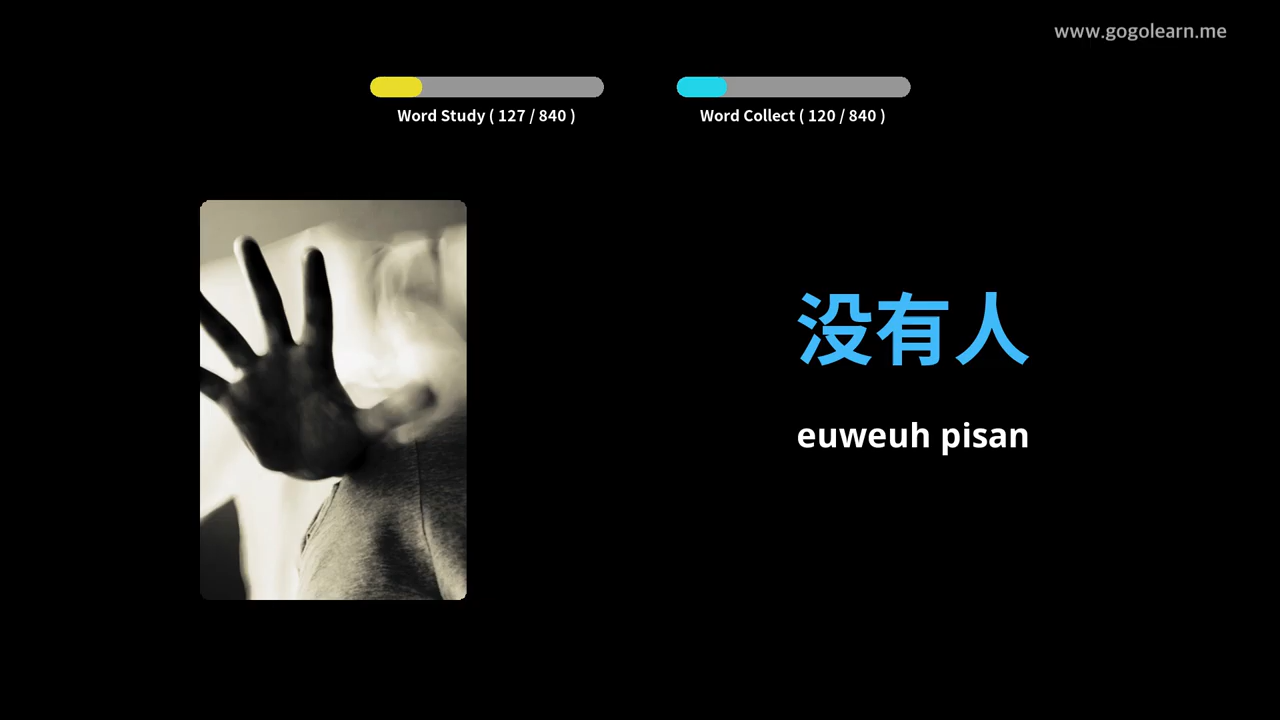 www.gogolearn.me
Word Study ( 127 / 840 )
Word Collect ( 120 / 840 )
没有人
euweuh pisan